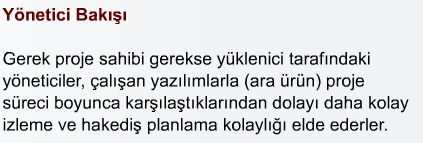 Yönetici Bakışı
Gerek proje sahibi gerekse yüklenici tarafındaki
yöneticiler, çalışan yazılımlarla (ara ürün) proje
süreci boyunca karşılaştıklarından dolayı daha kolay
izleme ve hakediş planlama kolaylığı elde ederler.